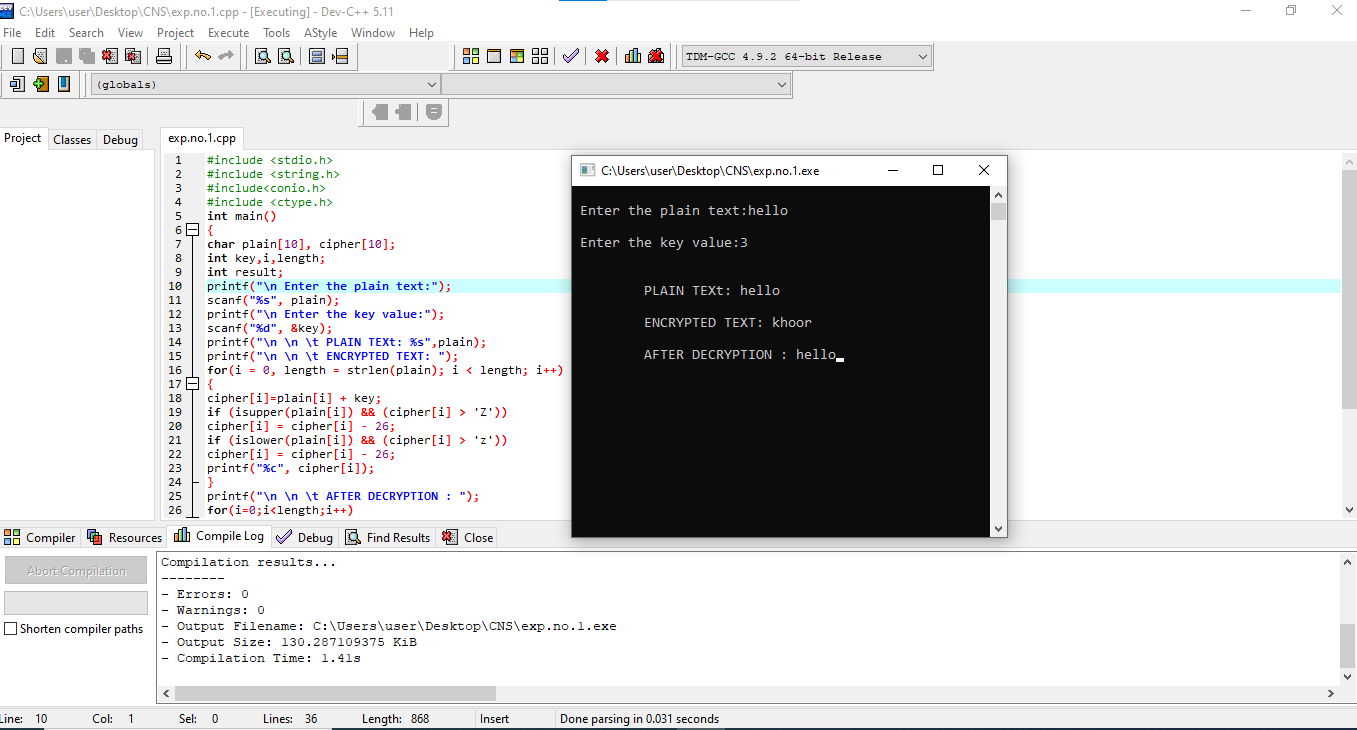 C:\Users\user\Desktop\CNS\exp.no.1.cpp - [Executing] - Dev-C++ 5.11
File Edit Search View Project Execute Tools AStyle Window Help
TDM-GCC 4.9.2 64-bit Release
(globals)
Project Classes Debug
exp.no.1.cpp
1 #include <stdio.h>
2 #include <string.h>
3 #include<conio.h>
4 #include <ctype.h>
5 int main()
6 {
7 char plain[10], cipher[10];
8 int key,i,length;
9 int result;
10 printf("\n Enter the plain text:");
11 scanf("%s", plain);
12 printf("\n Enter the key value:");
13 scanf("%d", &key);
14 printf("\n \n \t PLAIN TEXt: %s",plain);
15 printf("\n \n \t ENCRYPTED TEXT: ");
16 for(i = 0, length = strlen(plain); i < length; i++)
17 {
18 cipher[i]=plain[i] + key;
19 if (isupper(plain[i]) && (cipher[i] > 'Z'))
20 cipher[i] = cipher[i] - 26;
21 if (islower(plain[i]) && (cipher[i] > 'z'))
22 cipher[i] = cipher[i] - 26;
23 printf("%c", cipher[i]);
24 }
25 printf("\n \n \t AFTER DECRYPTION : ");
26 for(i=0;i<length;i++)
C:\Users\user\Desktop\CNS\exp.no.1.exe
Enter the plain text:hello
Enter the key value:3
PLAIN TEXt: hello
ENCRYPTED TEXT: khoor
AFTER DECRYPTION : hello
Compiler Resources Compile Log Debug Find Results Close
Abort Compilation
Shorten compiler paths
Compilation results...
--------
- Errors: 0
- Warnings: 0
- Output Filename: C:\Users\user\Desktop\CNS\exp.no.1.exe
- Output Size: 130.287109375 KiB
- Compilation Time: 1.41s
Line: 10 Col: 1 Sel: 0 Lines: 36 Length: 868 Insert Done parsing in 0.031 seconds